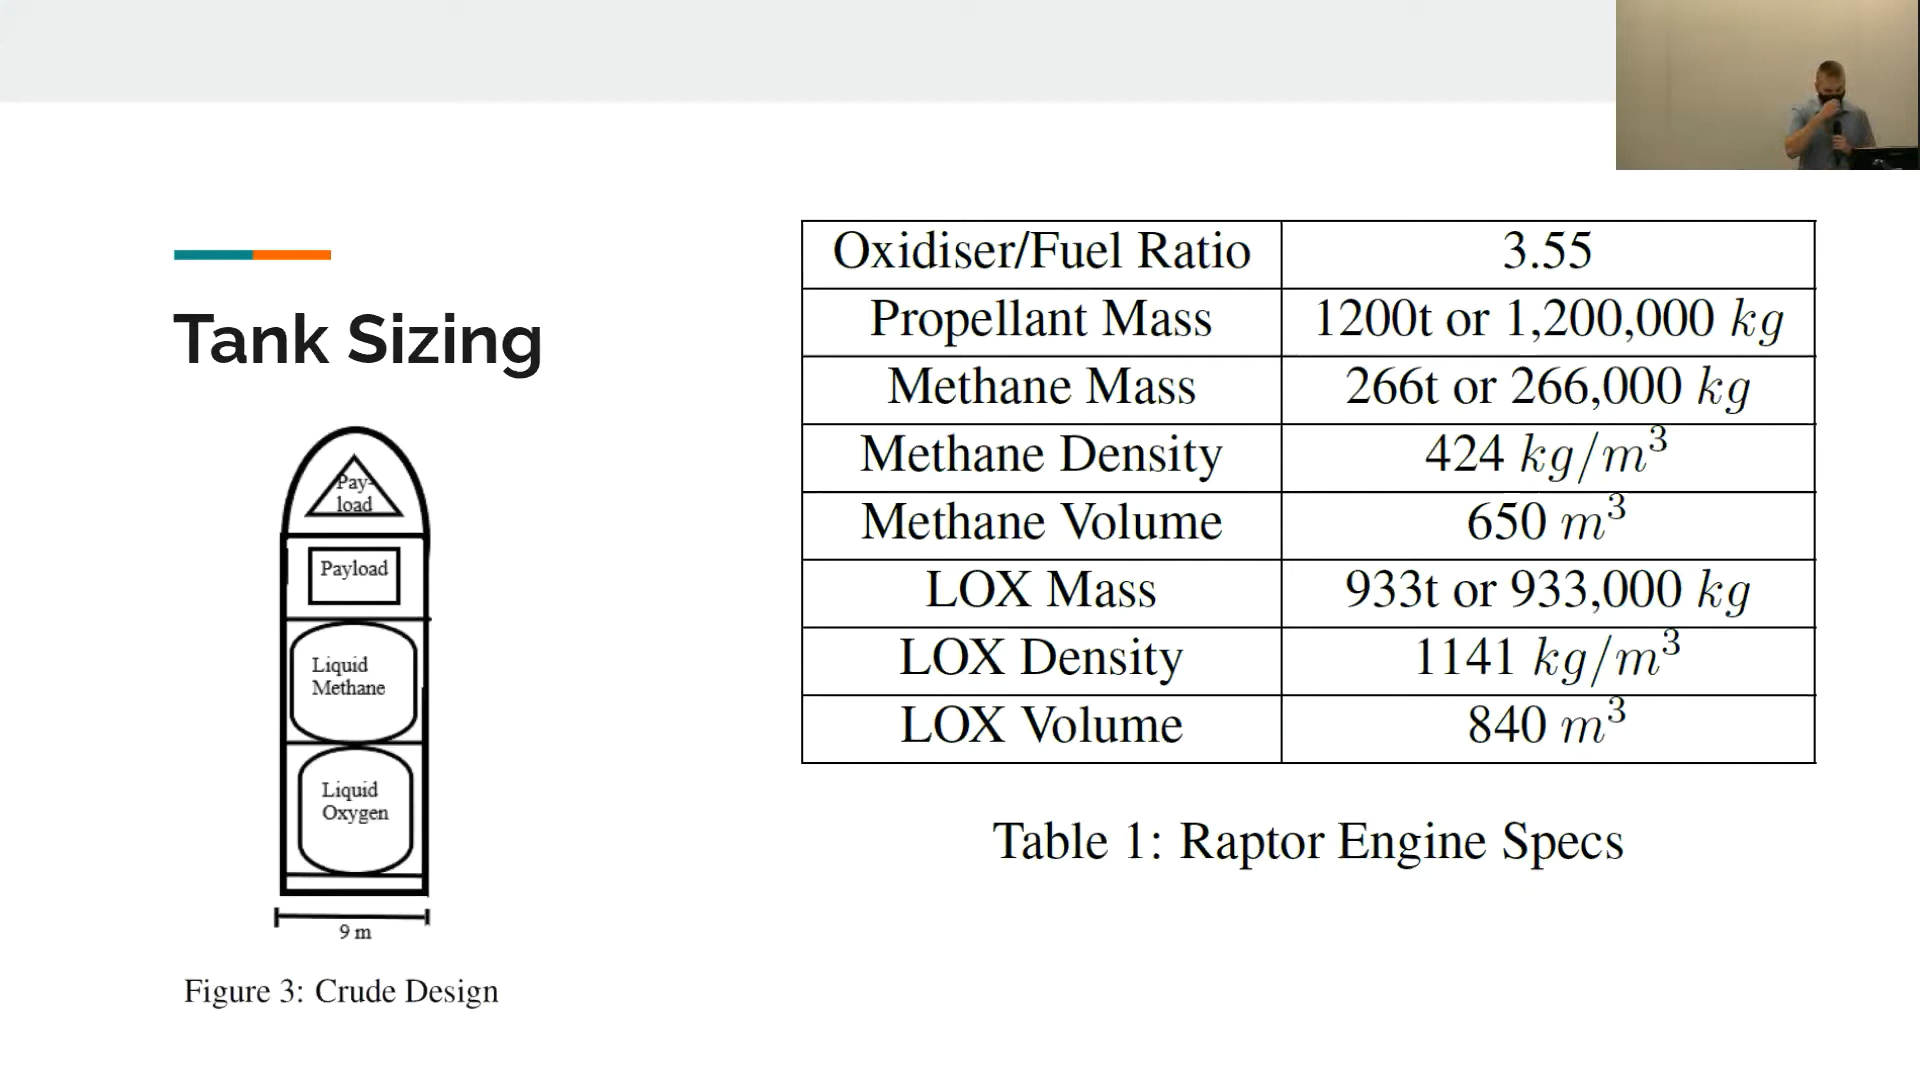 Tank Sizing
Pay-
load
Payload
Liquid
Methane
Liquid
Oxygen
9 m
Figure 3: Crude Design
Oxidiser/Fuel Ratio 3.55
Propellant Mass 1200t or 1,200,000 kg
Methane Mass 266t or 266,000 kg
Methane Density 424 kg/m³
Methane Volume 650 m³
LOX Mass 933t or 933,000 kg
LOX Density 1141 kg/m³
LOX Volume 840 m³
Table 1: Raptor Engine Specs